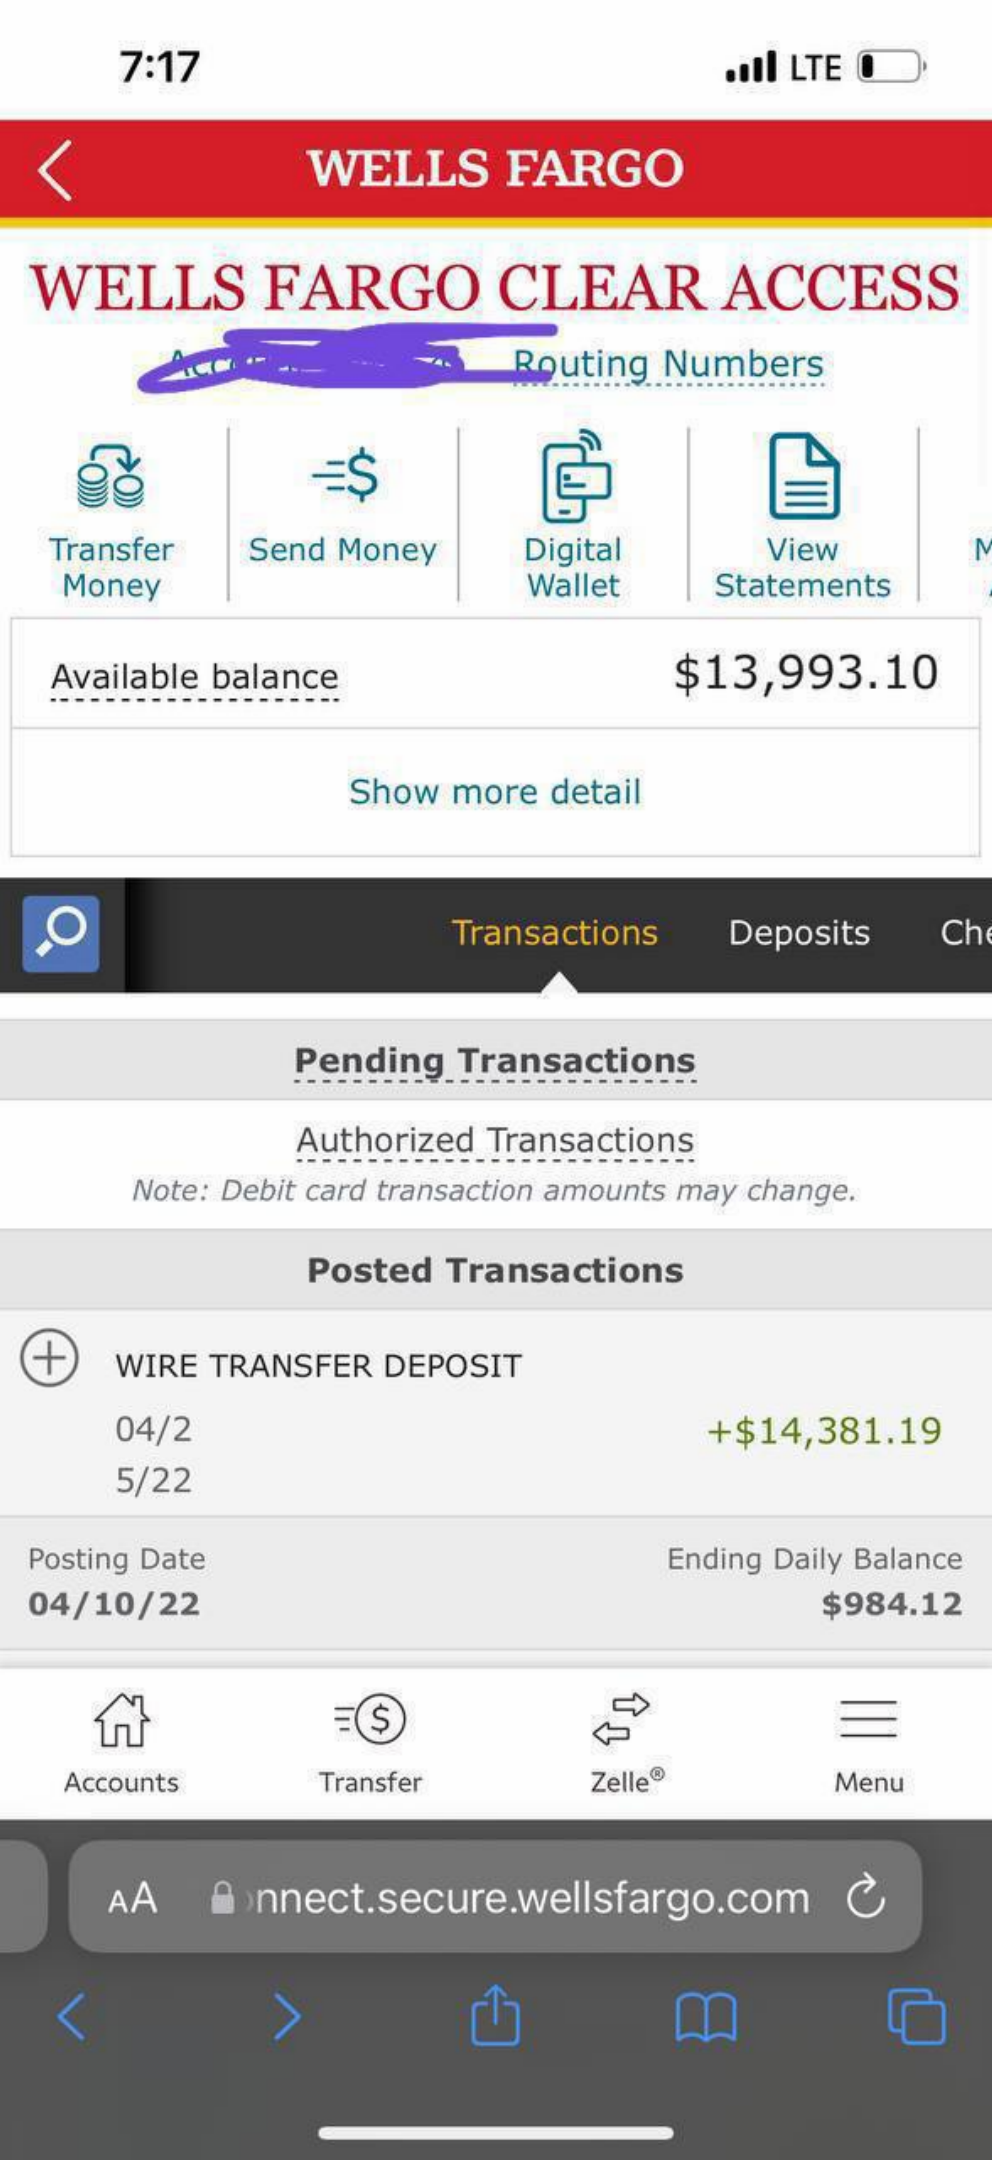 7:17
LTE
WELLS FARGO
WELLS FARGO CLEAR ACCESS
Routing Numbers
Transfer Money
Send Money
Digital Wallet
View Statements
Available balance
$13,993.10
Show more detail
Transactions
Deposits
Che
Pending Transactions
Authorized Transactions
Note: Debit card transaction amounts may change.
Posted Transactions
WIRE TRANSFER DEPOSIT
04/2
5/22
+$14,381.19
Posting Date
04/10/22
Ending Daily Balance
$984.12
Accounts
Transfer
Zelle®
Menu
AA
nnect.secure.wellsfargo.com